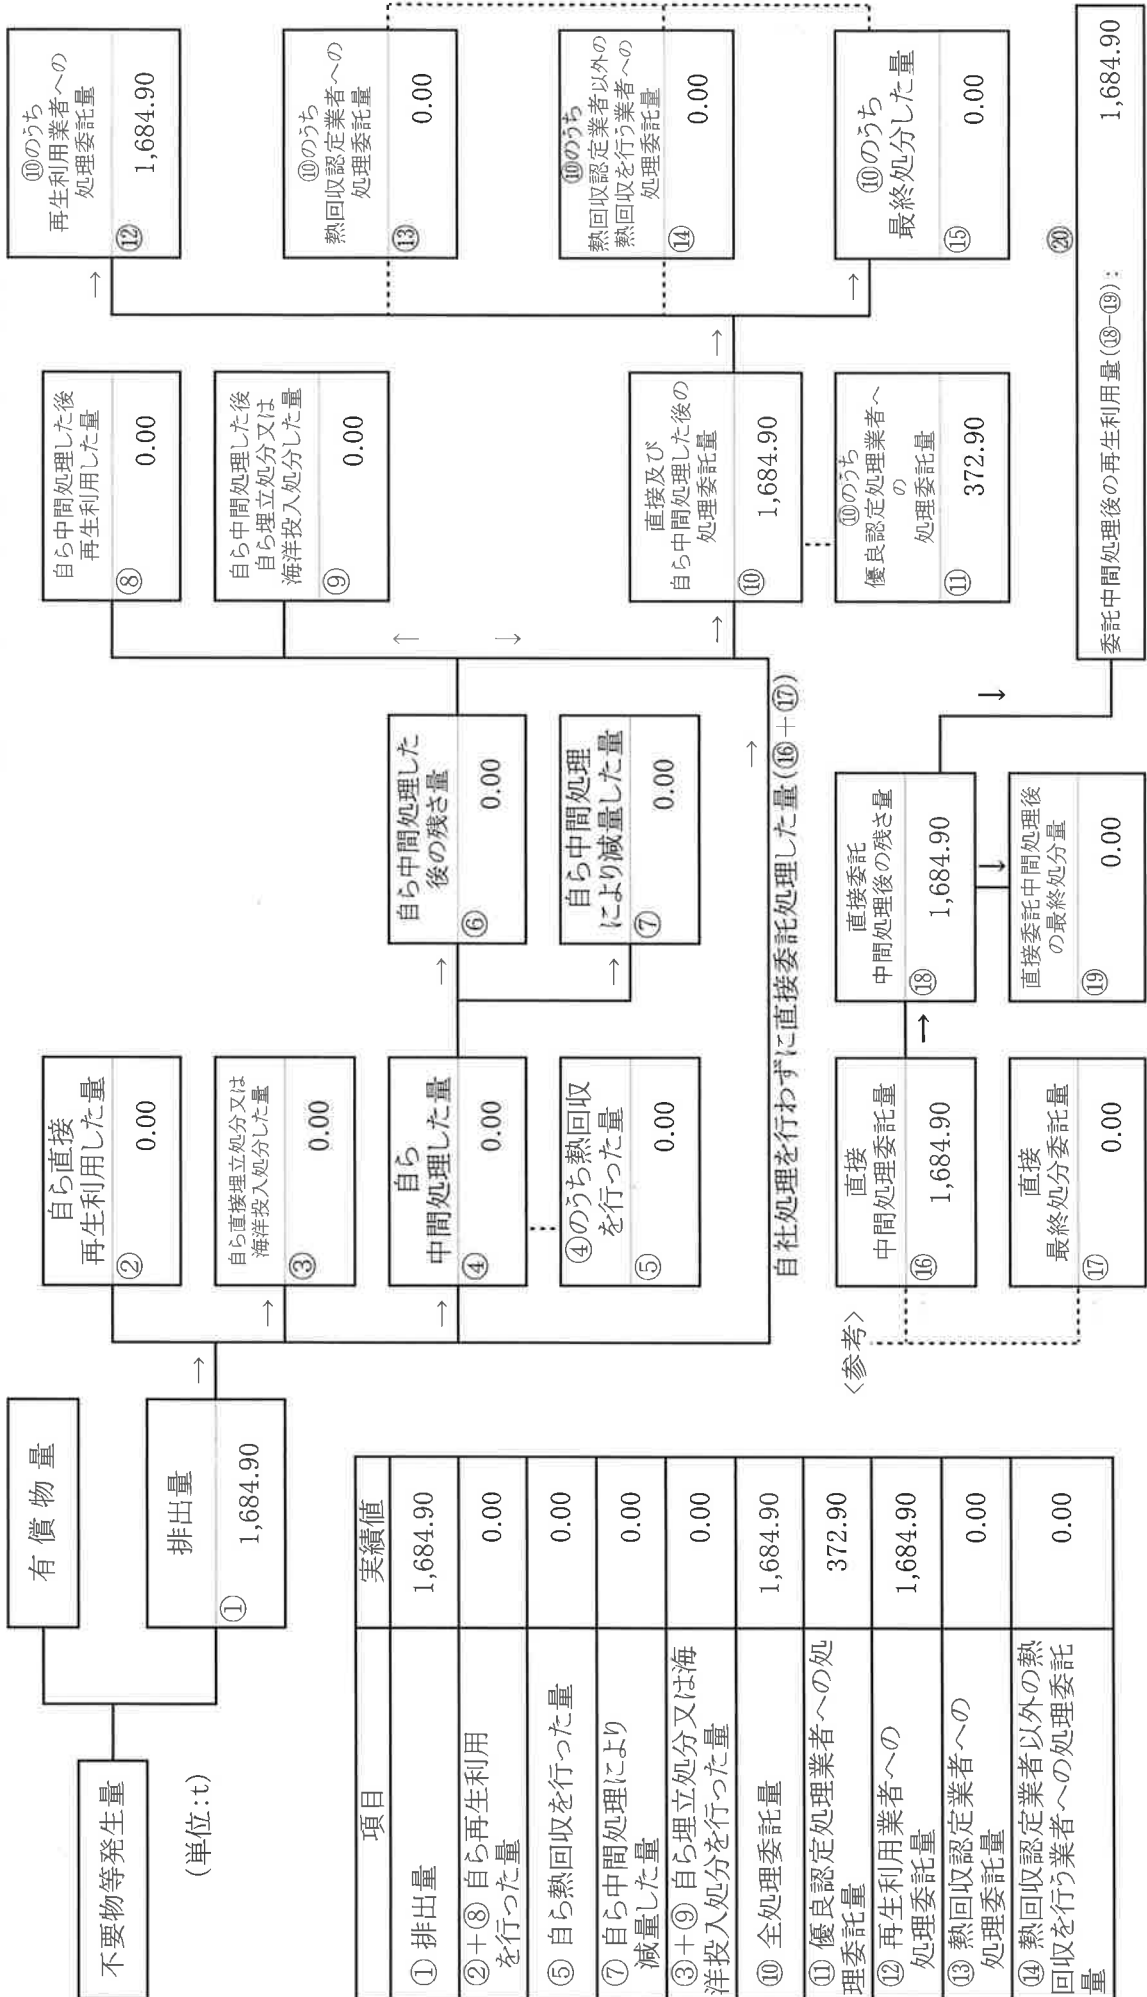 不要物等発生量
(単位:t)
有償物量
排出量
①
1,684.90
→
自ら直接
再生利用した量
②
0.00
自ら直接埋立処分又は
海洋投入処分した量
③
0.00
→
自ら
中間処理した量
④
0.00
→
④のうち熱回収
を行った量
⑤
0.00
自ら中間処理した
後の残さ量
⑥
0.00
→
自ら中間処理
により減量した量
⑦
0.00
→
自ら中間処理した後
再生利用した量
⑧
0.00
自ら中間処理した後
自ら埋立処分又は
海洋投入処分した量
⑨
0.00
↑
↓
直接及び
自ら中間処理した後の
処理委託量
⑩
1,684.90
→
⑩のうち
優良認定処理業者へ
の
処理委託量
⑪
372.90
→
⑩のうち
再生利用業者への
処理委託量
⑫
1,684.90
→
⑩のうち
熱回収認定業者への
処理委託量
⑬
0.00
⑩のうち
熱回収認定業者以外の
熱回収を行う業者への
処理委託量
⑭
0.00
⑩のうち
最終処分した量
⑮
0.00
→
→
自社処理を行わずに直接委託処理した量(⑯+⑰)
<参考>
直接
中間処理委託量
⑯
1,684.90
→
直接
最終処分委託量
⑰
0.00
直接委託
中間処理後の残さ量
⑱
1,684.90
↓
直接委託中間処理後
の最終処分量
⑲
0.00
↓
⑳
委託中間処理後の再生利用量(⑱-⑲):
1,684.90
項目 実績値
① 排出量 1,684.90
②+⑧ 自ら再生利用
を行った量 0.00
⑤ 自ら熱回収を行った量 0.00
⑦ 自ら中間処理により
減量した量 0.00
③+⑨ 自ら埋立処分又は海
洋投入処分を行った量 0.00
⑩ 全処理委託量 1,684.90
⑪ 優良認定処理業者への処
理委託量 372.90
⑫ 再生利用業者への
処理委託量 1,684.90
⑬ 熱回収認定業者への
処理委託量 0.00
⑭ 熱回収認定業者以外の熱
回収を行う業者への処理委託
量 0.00